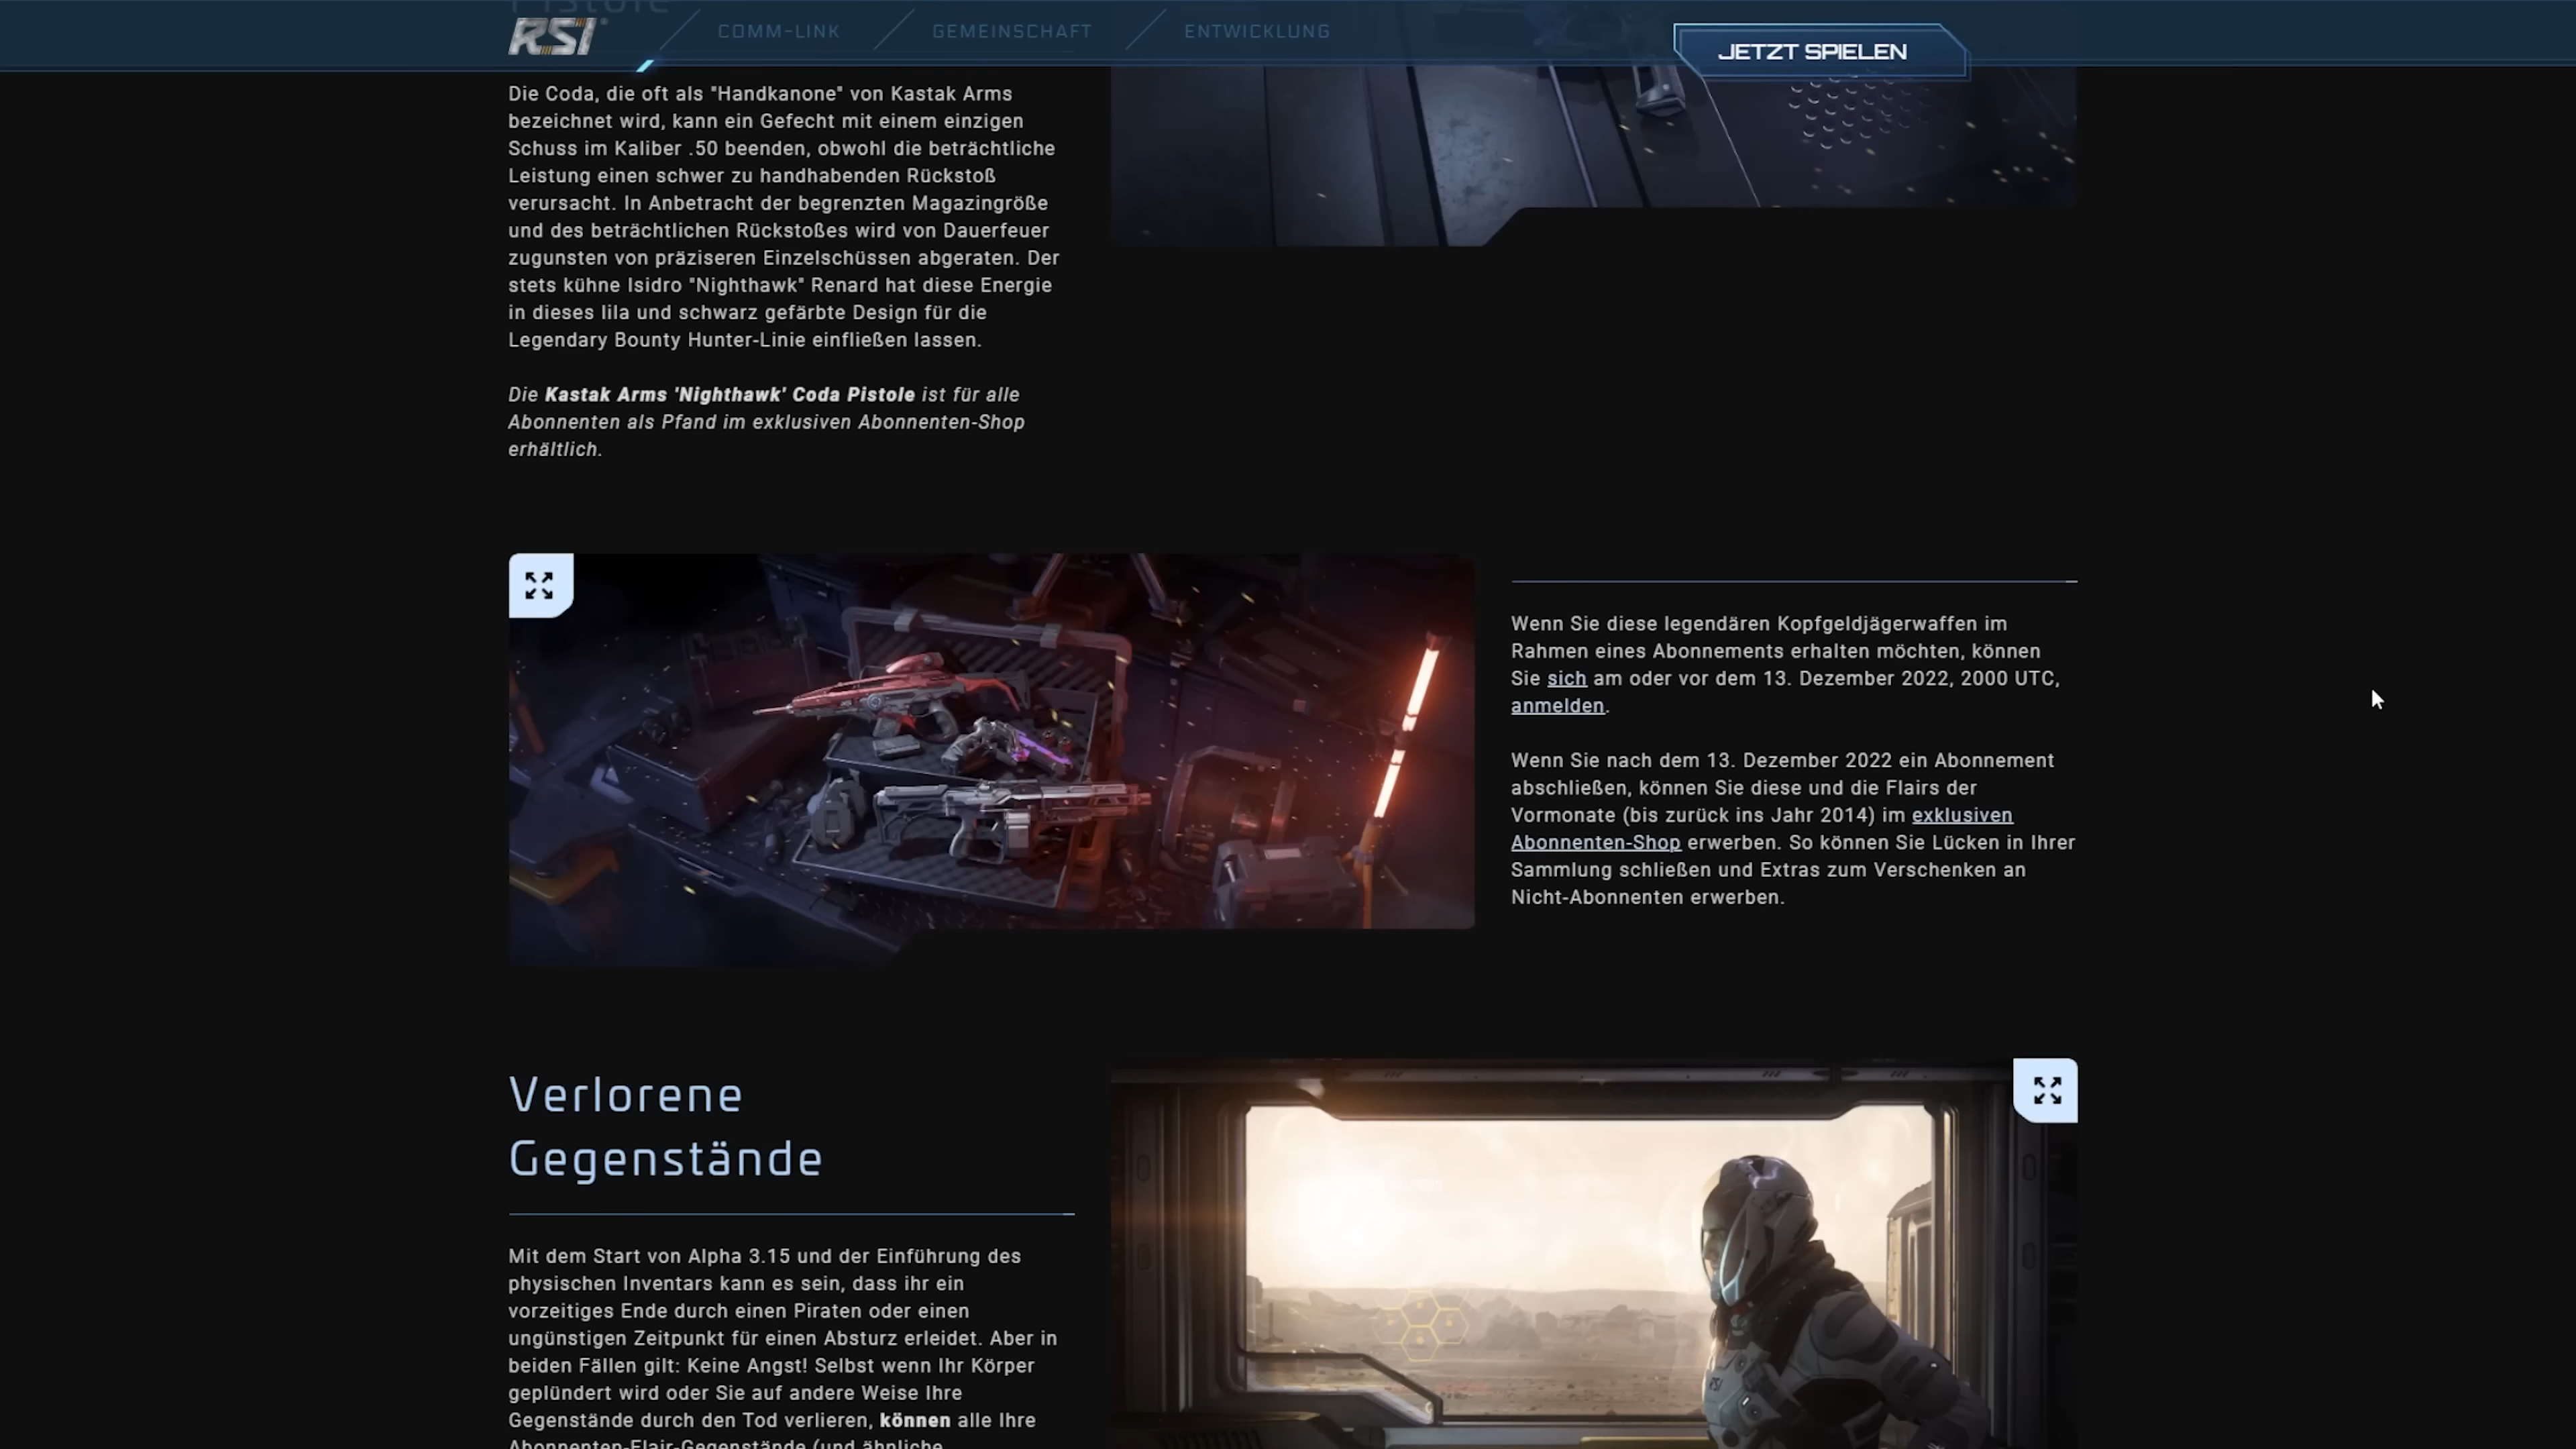 RSI
COMM-LINK
GEMEINSCHAFT
ENTWICKLUNG
JETZT SPIELEN
Die Coda, die oft als "Handkanone" von Kastak Arms
bezeichnet wird, kann ein Gefecht mit einem einzigen
Schuss im Kaliber .50 beenden, obwohl die beträchtliche
Leistung einen schwer zu handhabenden Rückstoß
verursacht. In Anbetracht der begrenzten Magazingröße
und des beträchtlichen Rückstoßes wird von Dauerfeuer
zugunsten von präziseren Einzelschüssen abgeraten. Der
stets kühne Isidro "Nighthawk" Renard hat diese Energie
in dieses lila und schwarz gefärbte Design für die
Legendary Bounty Hunter-Linie einfließen lassen.
Die Kastak Arms 'Nighthawk' Coda Pistole ist für alle
Abonnenten als Pfand im exklusiven Abonnenten-Shop
erhältlich.
Wenn Sie diese legendären Kopfgeldjägerwaffen im
Rahmen eines Abonnements erhalten möchten, können
Sie sich am oder vor dem 13. Dezember 2022, 2000 UTC,
anmelden.
Wenn Sie nach dem 13. Dezember 2022 ein Abonnement
abschließen, können Sie diese und die Flairs der
Vormonate (bis zurück ins Jahr 2014) im exklusiven
Abonnenten-Shop erwerben. So können Sie Lücken in Ihrer
Sammlung schließen und Extras zum Verschenken an
Nicht-Abonnenten erwerben.
Verlorene
Gegenstände
Mit dem Start von Alpha 3.15 und der Einführung des
physischen Inventars kann es sein, dass ihr ein
vorzeitiges Ende durch einen Piraten oder einen
ungünstigen Zeitpunkt für einen Absturz erleidet. Aber in
beiden Fällen gilt: Keine Angst! Selbst wenn Ihr Körper
geplündert wird oder Sie auf andere Weise Ihre
Gegenstände durch den Tod verlieren, können alle Ihre
Abonnenten-Flair-Gegenstände (und ähnliche
RSI